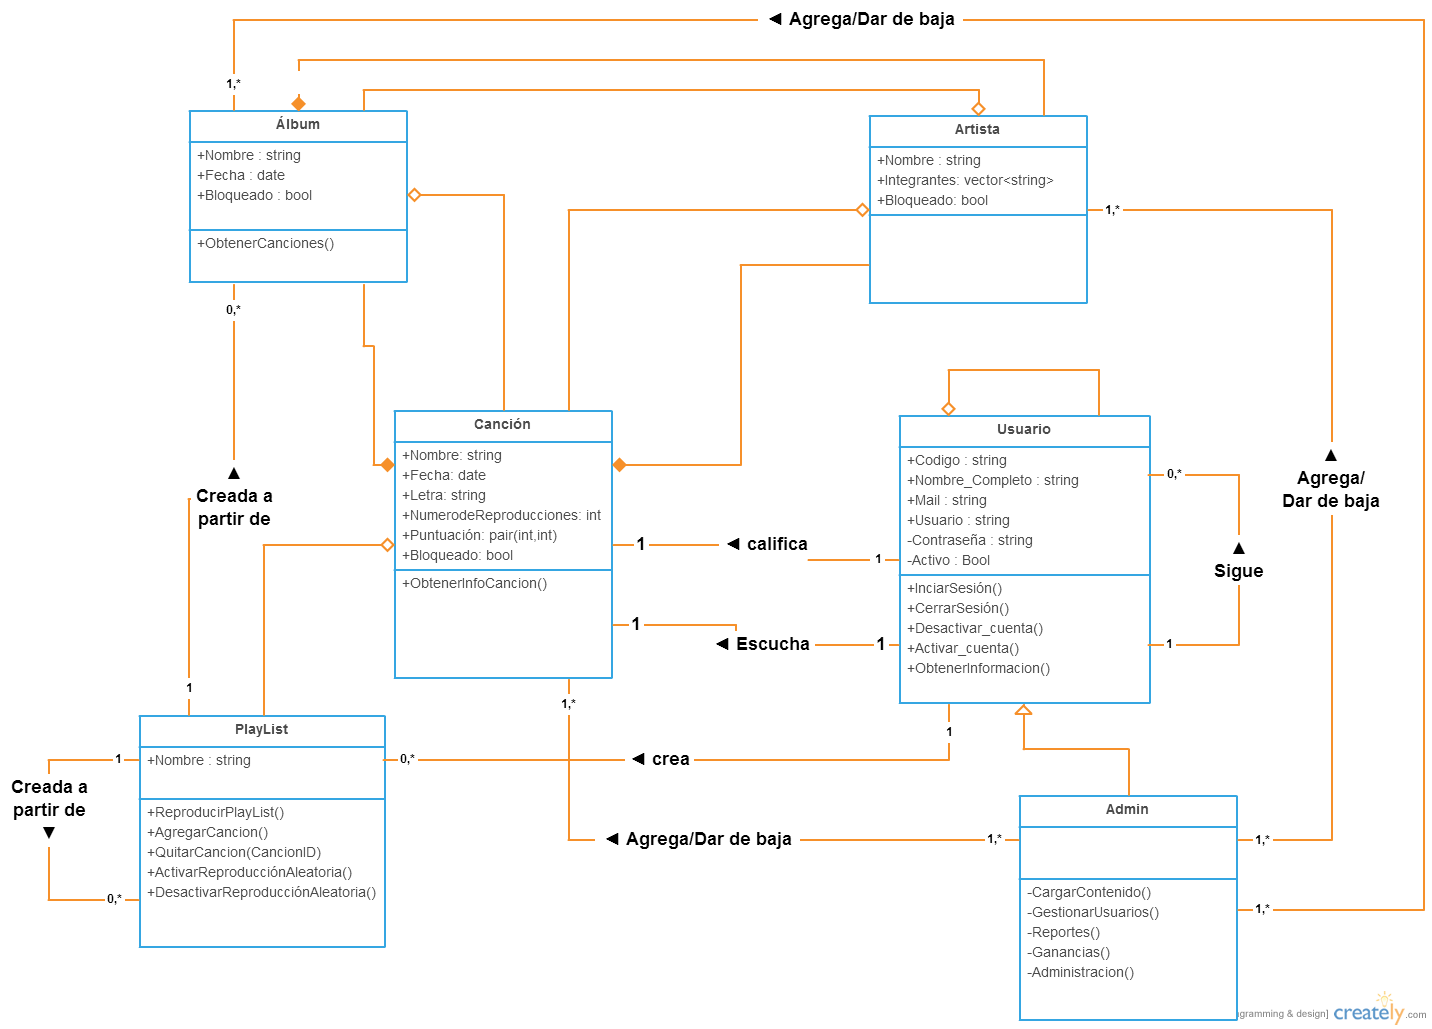 ◄ Agrega/Dar de baja
1,*
Álbum
+Nombre : string
+Fecha : date
+Bloqueado : bool
+ObtenerCanciones()
0,*
Artista
+Nombre : string
+Integrantes: vector<string>
+Bloqueado: bool
1,*
▲
Creada a
partir de
1
Canción
+Nombre: string
+Fecha: date
+Letra: string
+NumerodeReproducciones: int
+Puntuación: pair(int,int)
+Bloqueado: bool
+ObtenerInfoCancion()
1 ◄ califica
1
1
◄ Escucha 1
1,*
Usuario
+Codigo : string
+Nombre_Completo : string
+Mail : string
+Usuario : string
-Contraseña : string
-Activo : Bool
+InciarSesión()
+CerrarSesión()
+Desactivar_cuenta()
+Activar_cuenta()
+ObtenerInformacion()
0,*
▲
Sigue
1
▲
Agrega/
Dar de baja
1
PlayList
+Nombre : string
+ReproducirPlayList()
+AgregarCancion()
+QuitarCancion(CancionID)
+ActivarReproducciónAleatoria()
+DesactivarReproducciónAleatoria()
1
Creada a
partir de
▼
0,*
0,* ◄ crea
◄ Agrega/Dar de baja 1,*
Admin
-CargarContenido()
-GestionarUsuarios()
-Reportes()
-Ganancias()
-Administracion()
1,*
1,*
gramming & design] creately.com